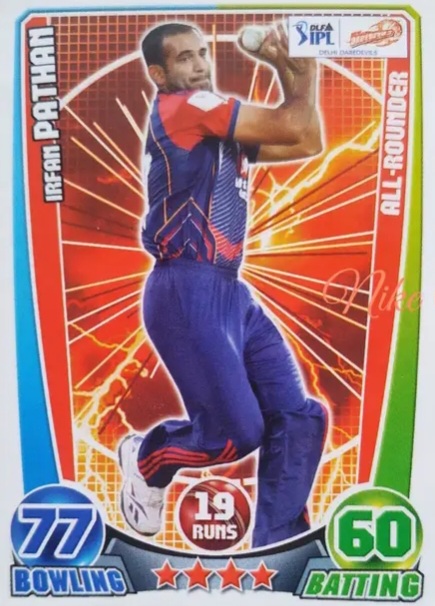 IRFAN PATHAN
DLF
IPL
DELHI DAREDEVILS
ALL-ROUNDER
Nike
19
RUNS
77
BOWLING
60
BATTING